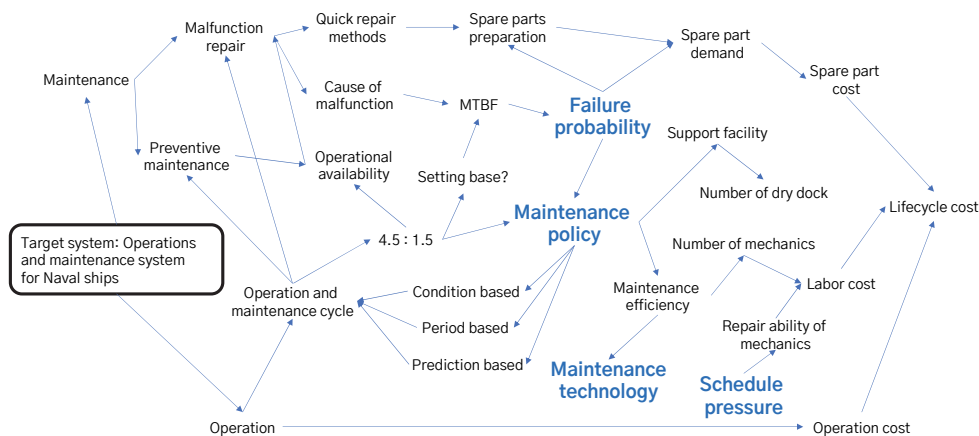 Malfunction
repair
Quick repair
methods
Spare parts
preparation
Spare part
demand
Maintenance
Spare part
cost
Cause of
malfunction
MTBF
Failure
probability
Support facility
Preventive
maintenance
Operational
availability
Setting base?
Number of dry dock
Lifecycle cost
Maintenance
policy
4.5 : 1.5
Target system: Operations
and maintenance system
for Naval ships
Number of mechanics
Operation and
maintenance cycle
Condition based
Maintenance
efficiency
Labor cost
Period based
Repair ability of
mechanics
Prediction based
Maintenance
technology
Schedule
pressure
Operation
Operation cost